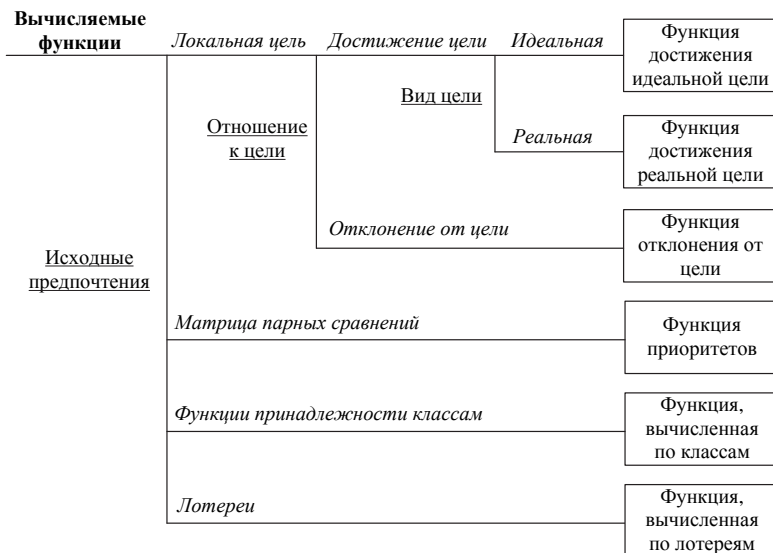 Вычисляемые
функции
Локальная цель
Достижение цели
Идеальная
Функция
достижения
идеальной цели
Вид цели
Отношение
к цели
Реальная
Функция
достижения
реальной цели
Отклонение от цели
Функция
отклонения от
цели
Исходные
предпочтения
Матрица парных сравнений
Функция
приоритетов
Функции принадлежности классам
Функция,
вычисленная
по классам
Лотереи
Функция,
вычисленная
по лотереям